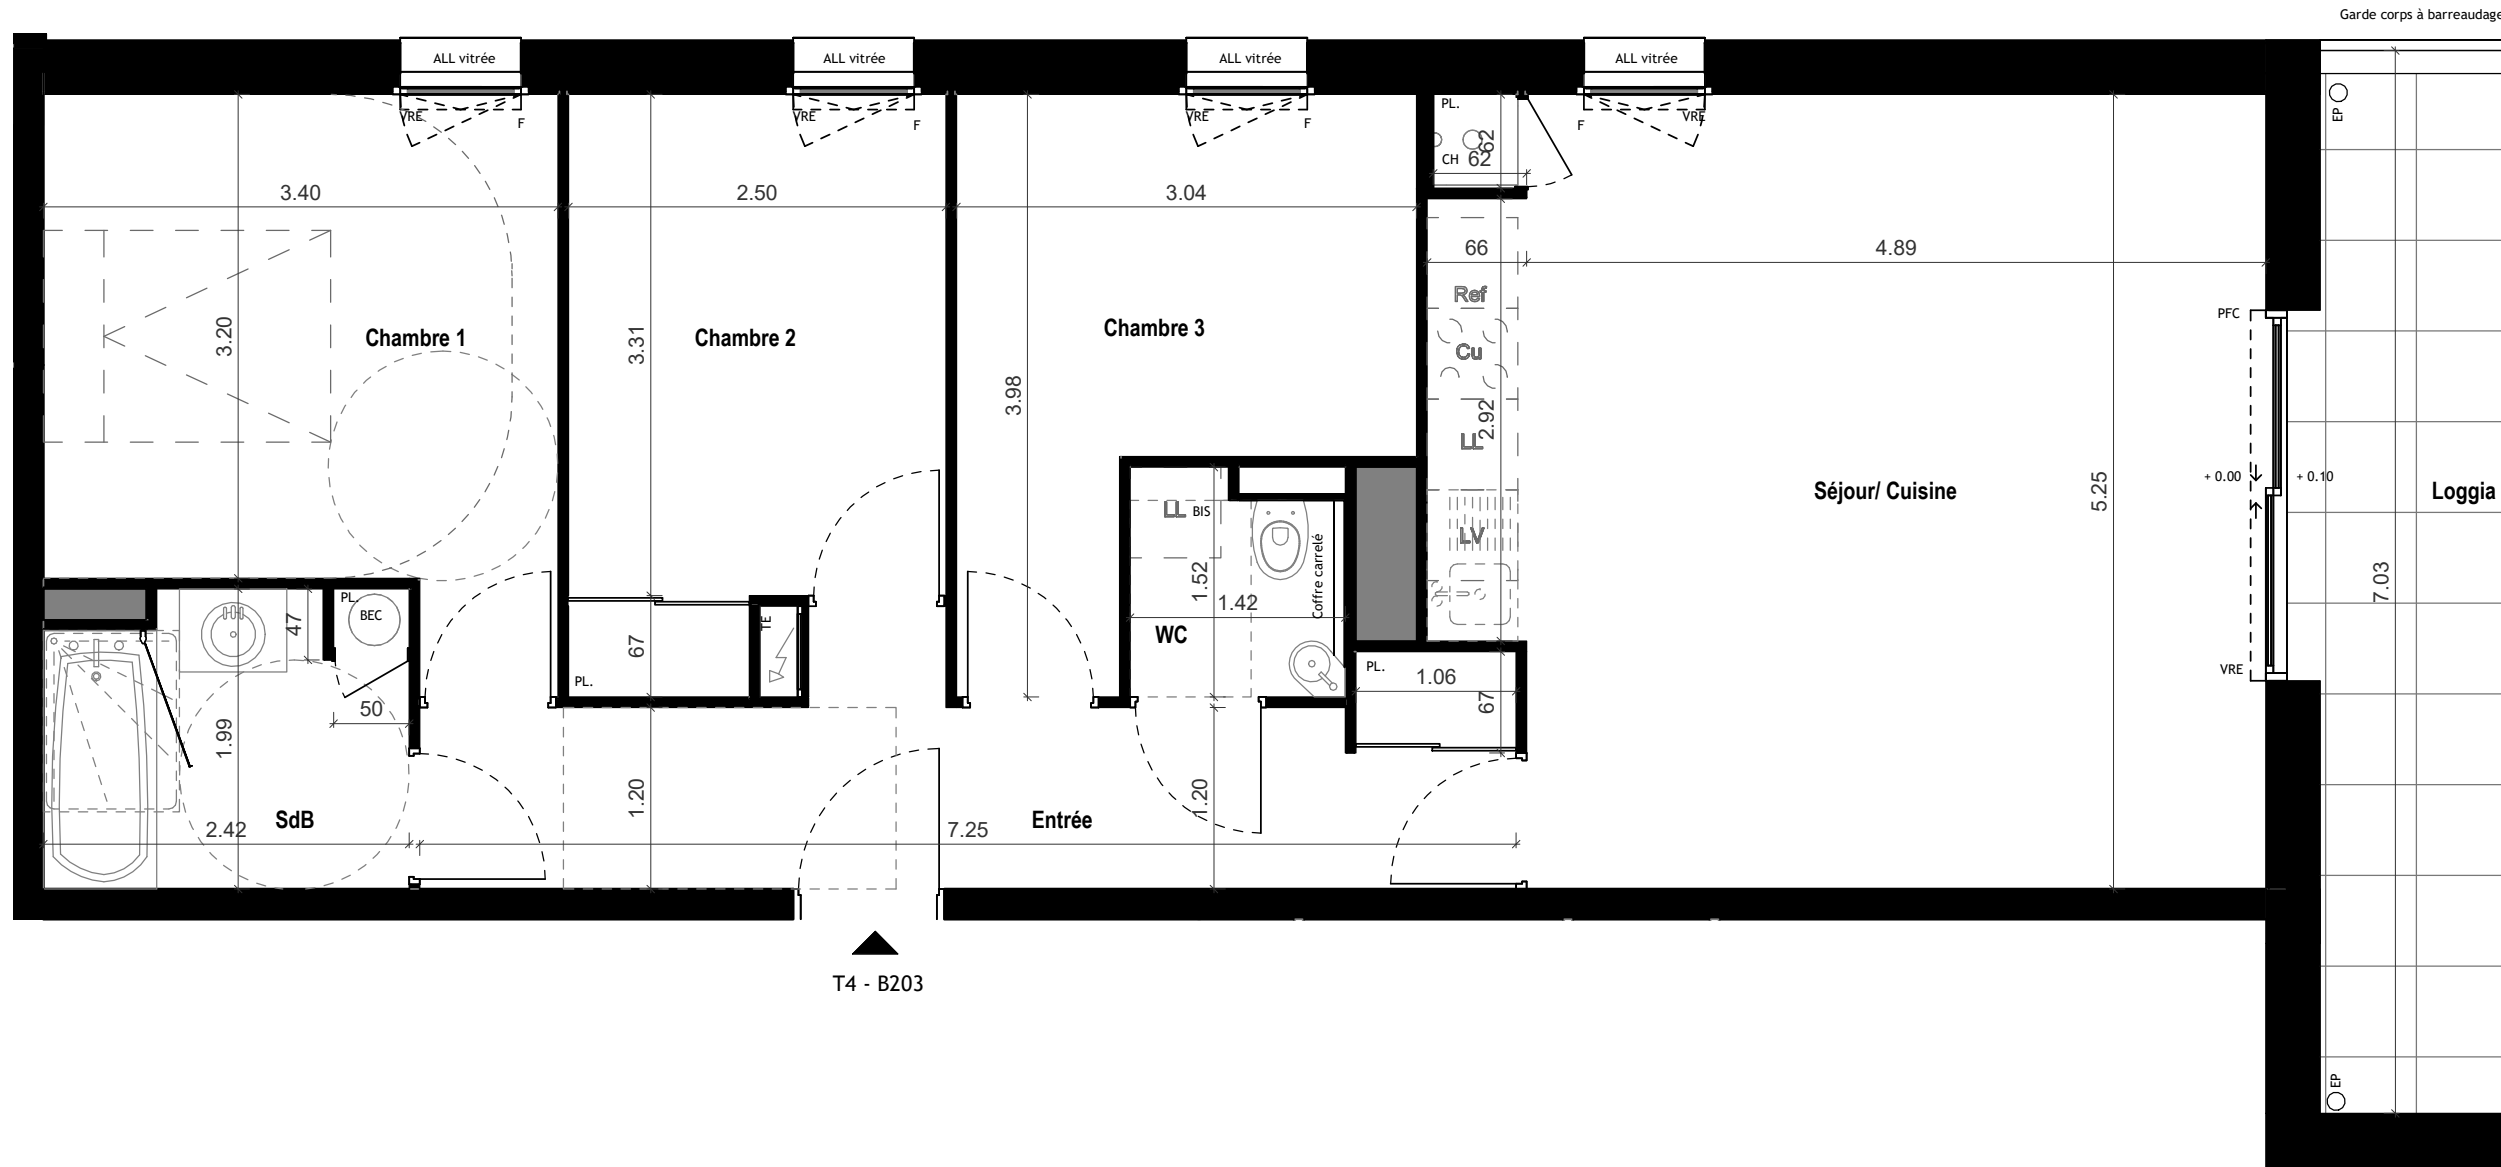 Garde corps à barreaudage
ALL vitrée
ALL vitrée
ALL vitrée
ALL vitrée
VRE
F
VRE
F
VRE
F
F
VRE
PL.
62
CH
62
EP
3.40
2.50
3.04
66
4.89
Ref
PFC
3.20
Chambre 1
3.31
Chambre 2
Chambre 3
Cu
3.98
2.92
LL
+ 0.00
+ 0.10
5.25
Séjour/ Cuisine
Loggia
LL BIS
LV
Coffre carrelé
1.52
1.42
7.03
PL.
BEC
47
TE
WC
67
PL.
PL.
1.06
67
VRE
50
1.99
1.20
1.20
SdB
2.42
7.25
Entrée
T4 - B203
EP